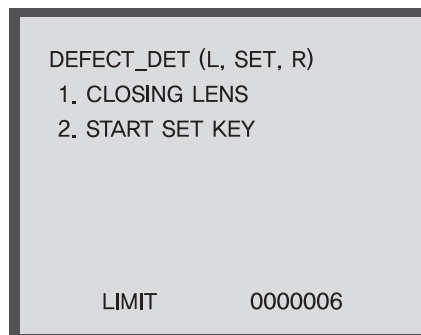 DEFECT_DET (L, SET, R)
1. CLOSING LENS
2. START SET KEY
LIMIT 0000006